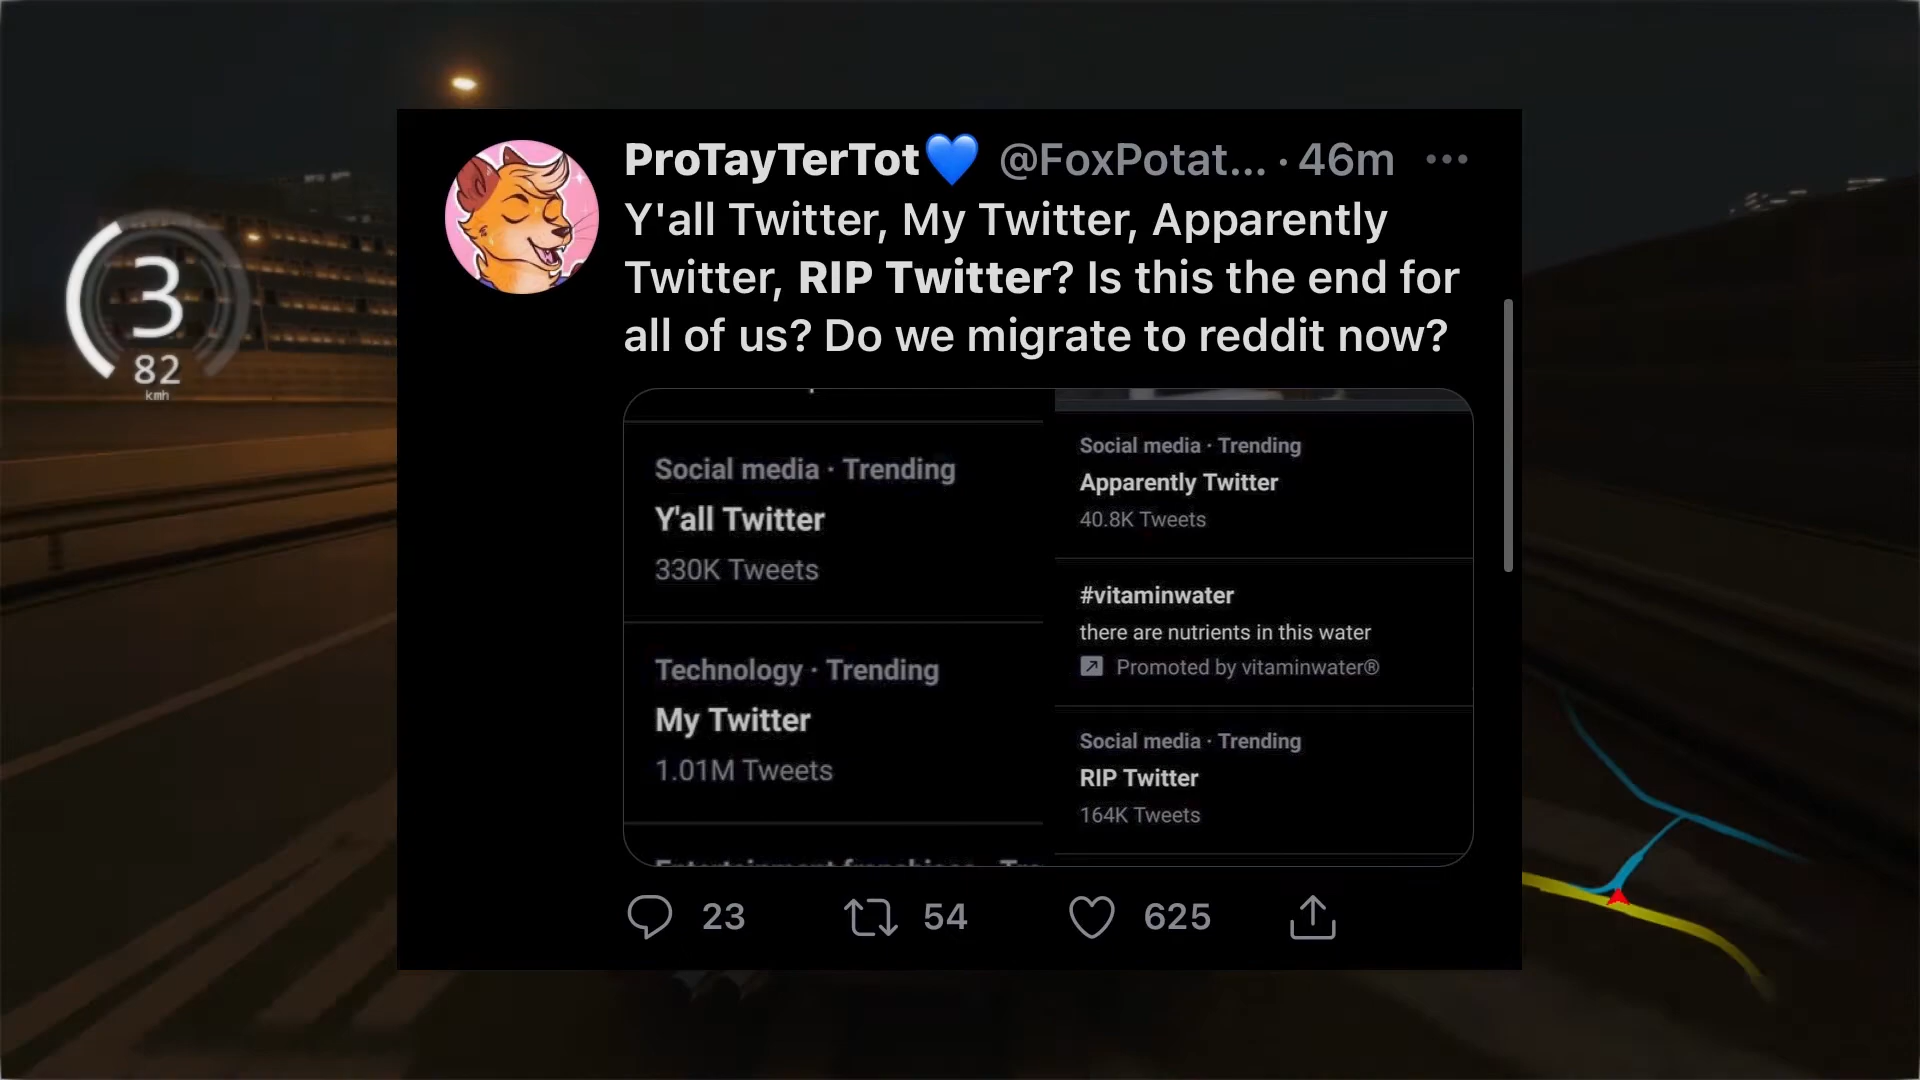 3
82
kmh
ProTayTerTot💙 @FoxPotat... · 46m
Y'all Twitter, My Twitter, Apparently
Twitter, RIP Twitter? Is this the end for
all of us? Do we migrate to reddit now?
Social media · Trending
Y'all Twitter
330K Tweets
Technology · Trending
My Twitter
1.01M Tweets
Entertainment franchises · Tre
Social media · Trending
Apparently Twitter
40.8K Tweets
#vitaminwater
there are nutrients in this water
Promoted by vitaminwater®
Social media · Trending
RIP Twitter
164K Tweets
23
54
625